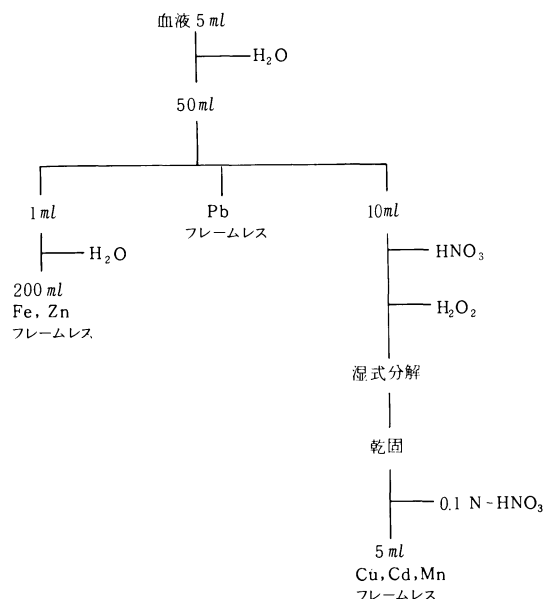 血液 5 ml
H₂O
50 ml
1 ml
Pb
フレームレス
10 ml
H₂O
200 ml
Fe, Zn
フレームレス
HNO₃
H₂O₂
湿式分解
乾固
0.1 N-HNO₃
5 ml
Cu, Cd, Mn
フレームレス